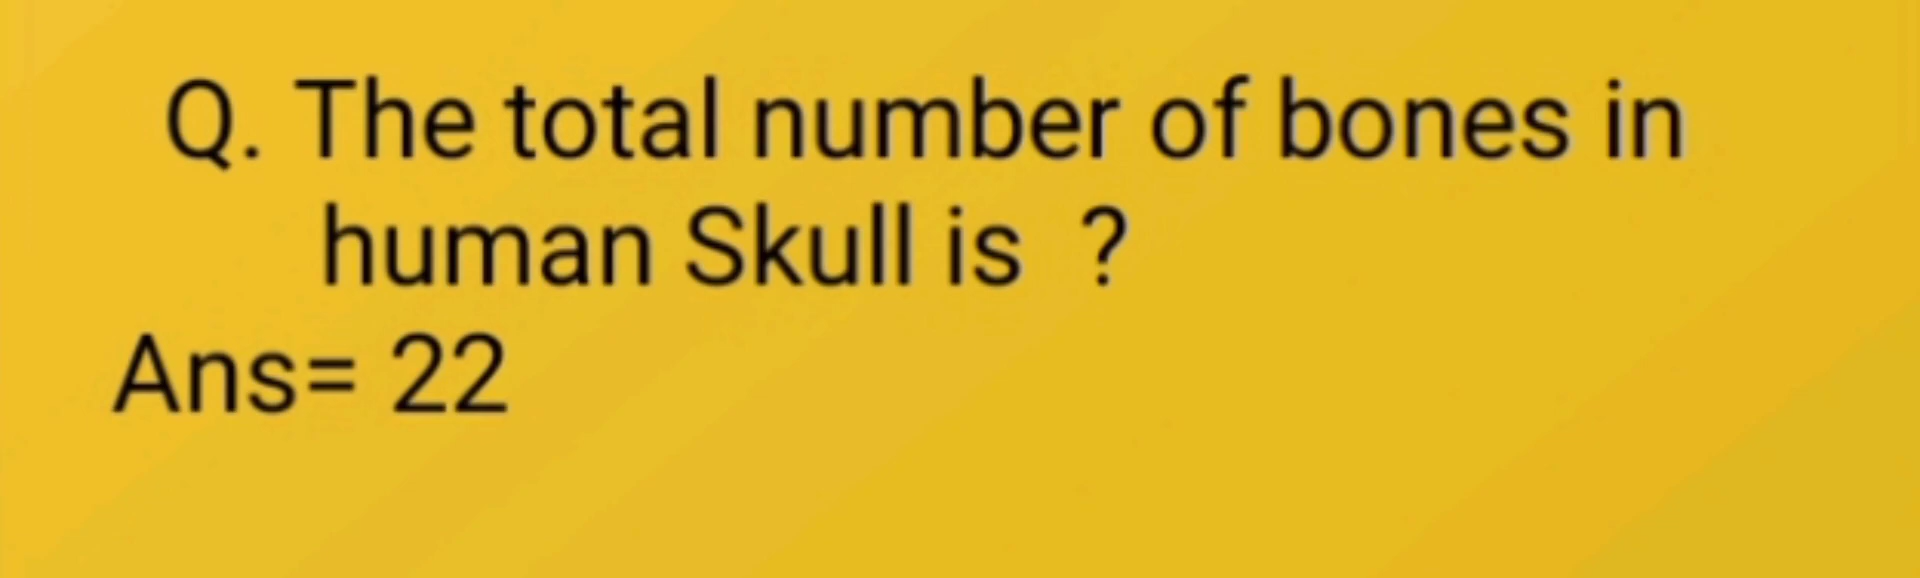 Q. The total number of bones in
human Skull is ?
Ans= 22